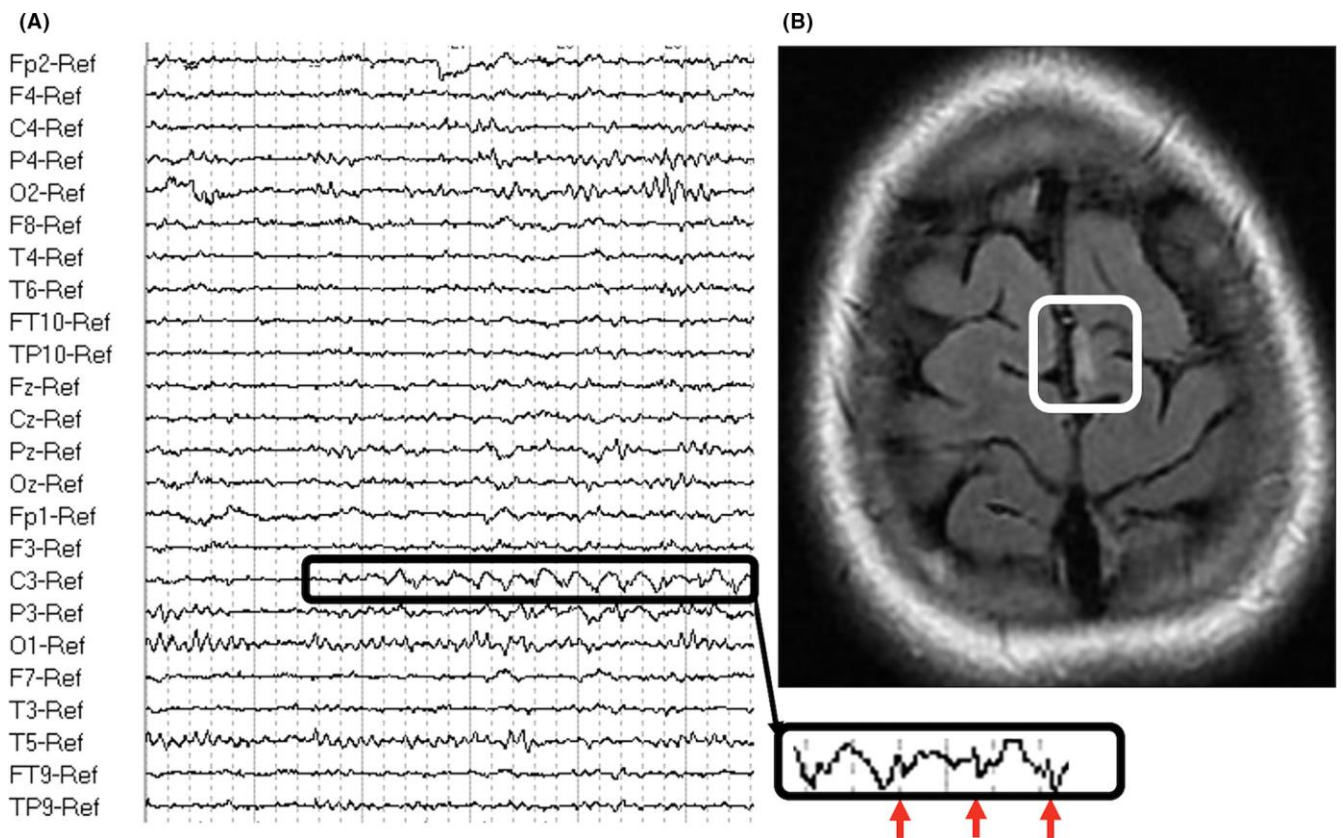 (A)
(B)
Fp2-Ref
F4-Ref
C4-Ref
P4-Ref
O2-Ref
F8-Ref
T4-Ref
T6-Ref
FT10-Ref
TP10-Ref
Fz-Ref
Cz-Ref
Pz-Ref
Oz-Ref
Fp1-Ref
F3-Ref
C3-Ref
P3-Ref
O1-Ref
F7-Ref
T3-Ref
T5-Ref
FT9-Ref
TP9-Ref